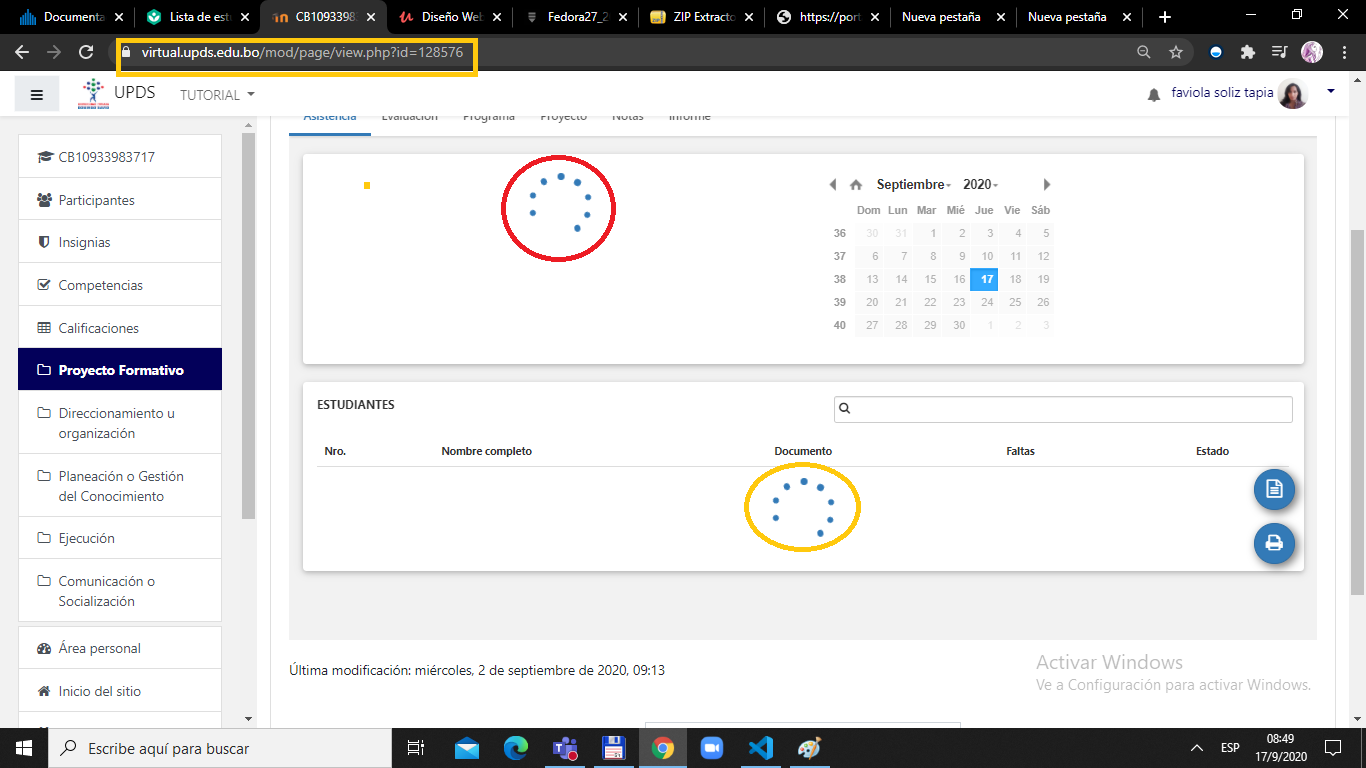 Documenta
Lista de est
CB1093398
Diseño Web
Fedora27_2
ZIP Extracto
https://port
Nueva pestaña
Nueva pestaña
virtual.upds.edu.bo/mod/page/view.php?id=128576
UPDS
TUTORIAL
faviola soliz tapia
CB10933983717
Participantes
Insignias
Competencias
Calificaciones
Proyecto Formativo
Direccionamiento u
organización
Planeación o Gestión
del Conocimiento
Ejecución
Comunicación o
Socialización
Área personal
Inicio del sitio
Asistencia Evaluación Programa Proyecto Notas Informe
Septiembre 2020
Dom Lun Mar Mié Jue Vie Sáb
36 30 31 1 2 3 4 5
37 6 7 8 9 10 11 12
38 13 14 15 16 17 18 19
39 20 21 22 23 24 25 26
40 27 28 29 30 1 2 3
ESTUDIANTES
Nro. Nombre completo Documento Faltas Estado
Última modificación: miércoles, 2 de septiembre de 2020, 09:13
Activar Windows
Ve a Configuración para activar Windows.
Escribe aquí para buscar
ESP
08:49
17/9/2020